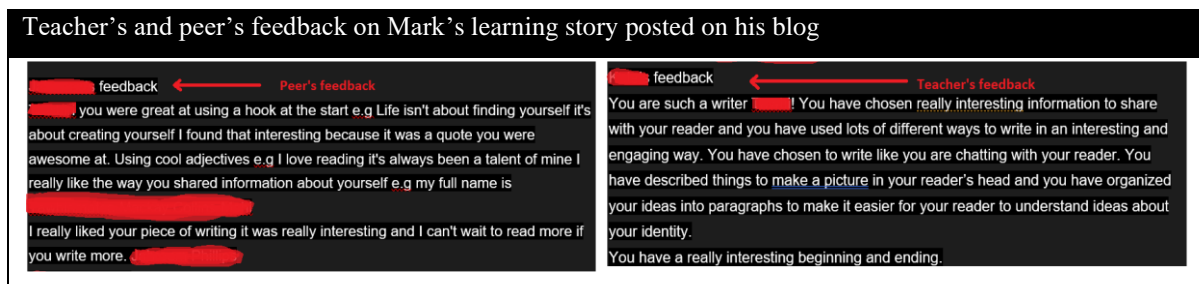 Teacher's and peer's feedback on Mark's learning story posted on his blog
feedback
Peer's feedback
you were great at using a hook at the start e.g Life isn't about finding yourself it's
about creating yourself I found that interesting because it was a quote you were
awesome at. Using cool adjectives e.g I love reading it's always been a talent of mine I
really like the way you shared information about yourself e.g my full name is
I really liked your piece of writing it was really interesting and I can't wait to read more if
you write more.
s feedback
Teacher's feedback
You are such a writer ! You have chosen really interesting information to share
with your reader and you have used lots of different ways to write in an interesting and
engaging way. You have chosen to write like you are chatting with your reader. You
have described things to make a picture in your reader's head and you have organized
your ideas into paragraphs to make it easier for your reader to understand ideas about
your identity.
You have a really interesting beginning and ending.